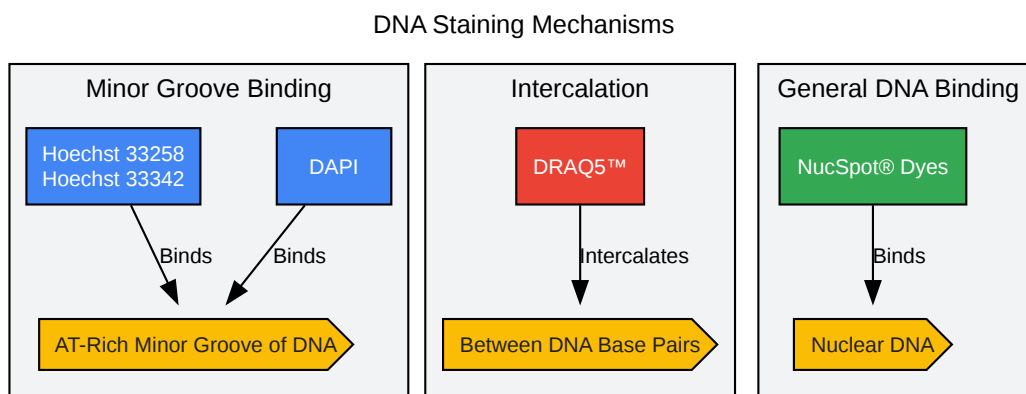 DNA Staining Mechanisms
Minor Groove Binding
Hoechst 33258
Hoechst 33342
DAPI
Binds
Binds
AT-Rich Minor Groove of DNA
Intercalation
DRAQ5™
Intercalates
Between DNA Base Pairs
General DNA Binding
NucSpot® Dyes
Binds
Nuclear DNA